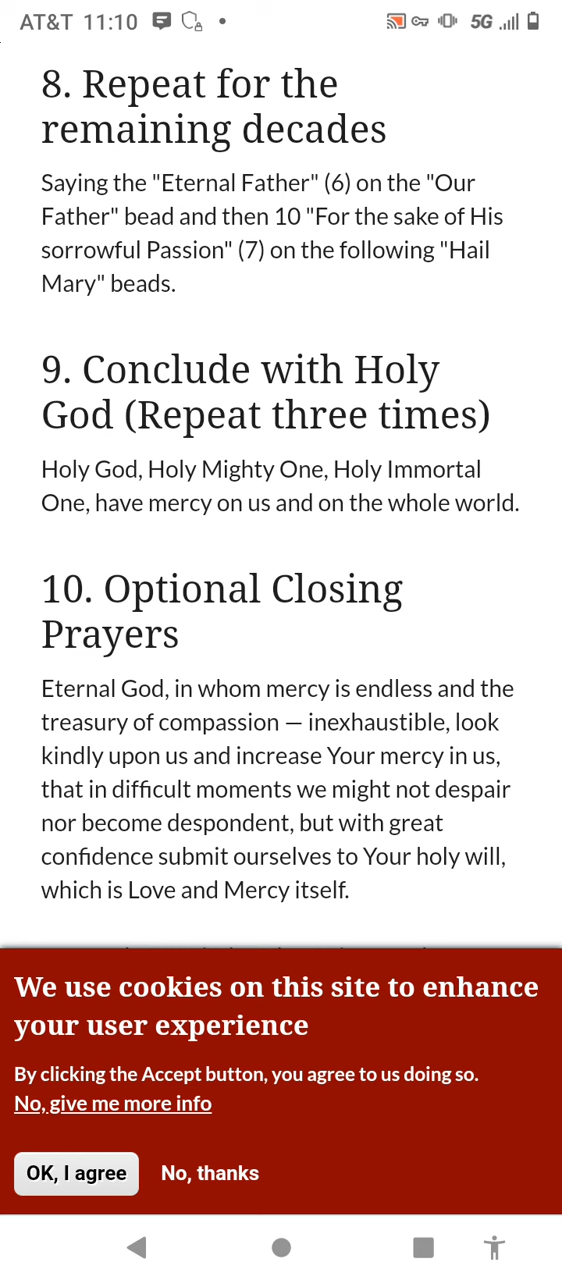 AT&T 11:10
5G
8. Repeat for the
remaining decades
Saying the "Eternal Father" (6) on the "Our
Father" bead and then 10 "For the sake of His
sorrowful Passion" (7) on the following "Hail
Mary" beads.
9. Conclude with Holy
God (Repeat three times)
Holy God, Holy Mighty One, Holy Immortal
One, have mercy on us and on the whole world.
10. Optional Closing
Prayers
Eternal God, in whom mercy is endless and the
treasury of compassion — inexhaustible, look
kindly upon us and increase Your mercy in us,
that in difficult moments we might not despair
nor become despondent, but with great
confidence submit ourselves to Your holy will,
which is Love and Mercy itself.
We use cookies on this site to enhance
your user experience
By clicking the Accept button, you agree to us doing so.
No, give me more info
OK, I agree
No, thanks